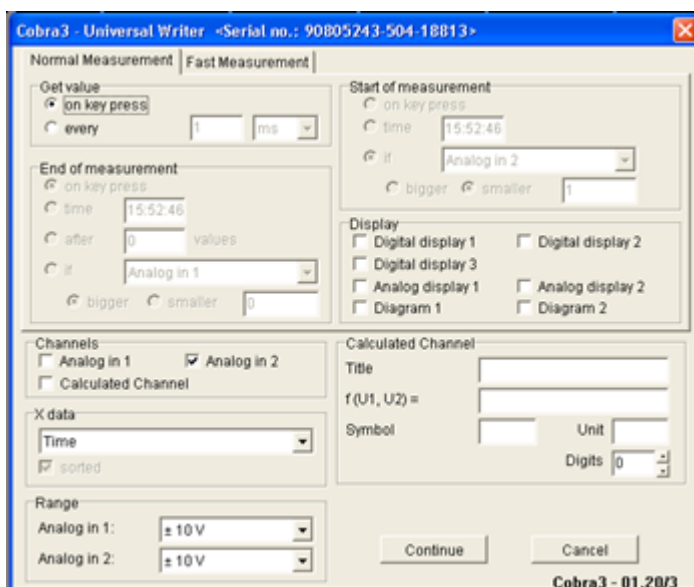 Cobra3 - Universal Writer <Serial no.: 90805243-504-18813>
Normal Measurement Fast Measurement
Get value
on key press
every 1 ms
End of measurement
on key press
time 15:52:46
after 0 values
if Analog in 1
bigger smaller 0
Start of measurement
on key press
time 15:52:46
if Analog in 2
bigger smaller 1
Display
Digital display 1 Digital display 2
Digital display 3
Analog display 1 Analog display 2
Diagram 1 Diagram 2
Channels
Analog in 1 Analog in 2
Calculated Channel
X data
Time
sorted
Range
Analog in 1: ± 10 V
Analog in 2: ± 10 V
Calculated Channel
Title
f (U1, U2) =
Symbol Unit
Digits 0
Continue Cancel
Cobra3 - 01.20/3